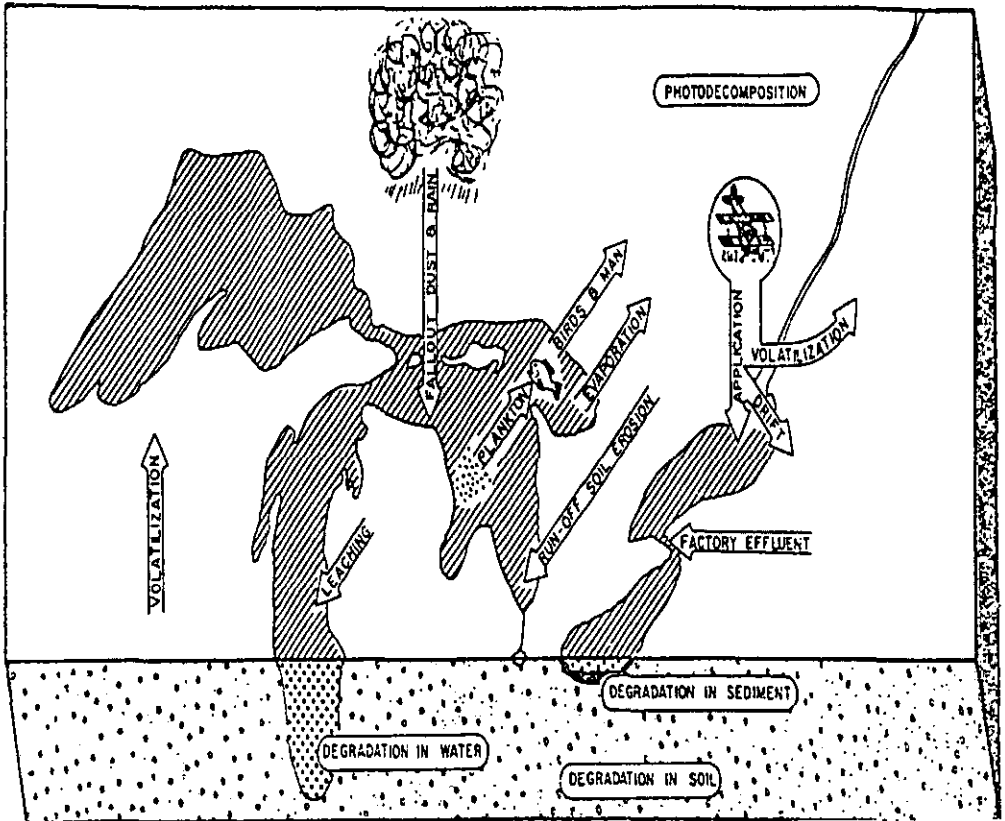 PHOTODECOMPOSITION
FALLOUT DUST & RAIN
BIRDS & MAN
EVAPORATION
PLANKTON
APPLICATION
VOLATILIZATION
DRIFT
RUN-OFF SOIL EROSION
FACTORY EFFLUENT
VOLATILIZATION
LEACHING
DEGRADATION IN SEDIMENT
DEGRADATION IN WATER
DEGRADATION IN SOIL